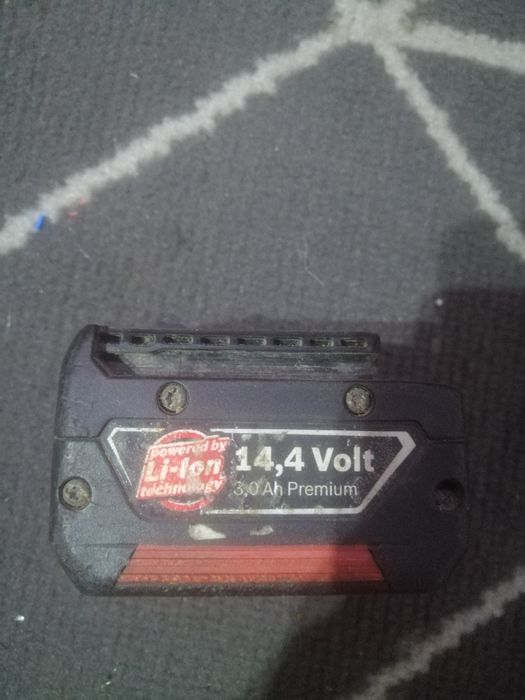 powered by
Li-Ion
technology
14,4 Volt
3,0 Ah Premium